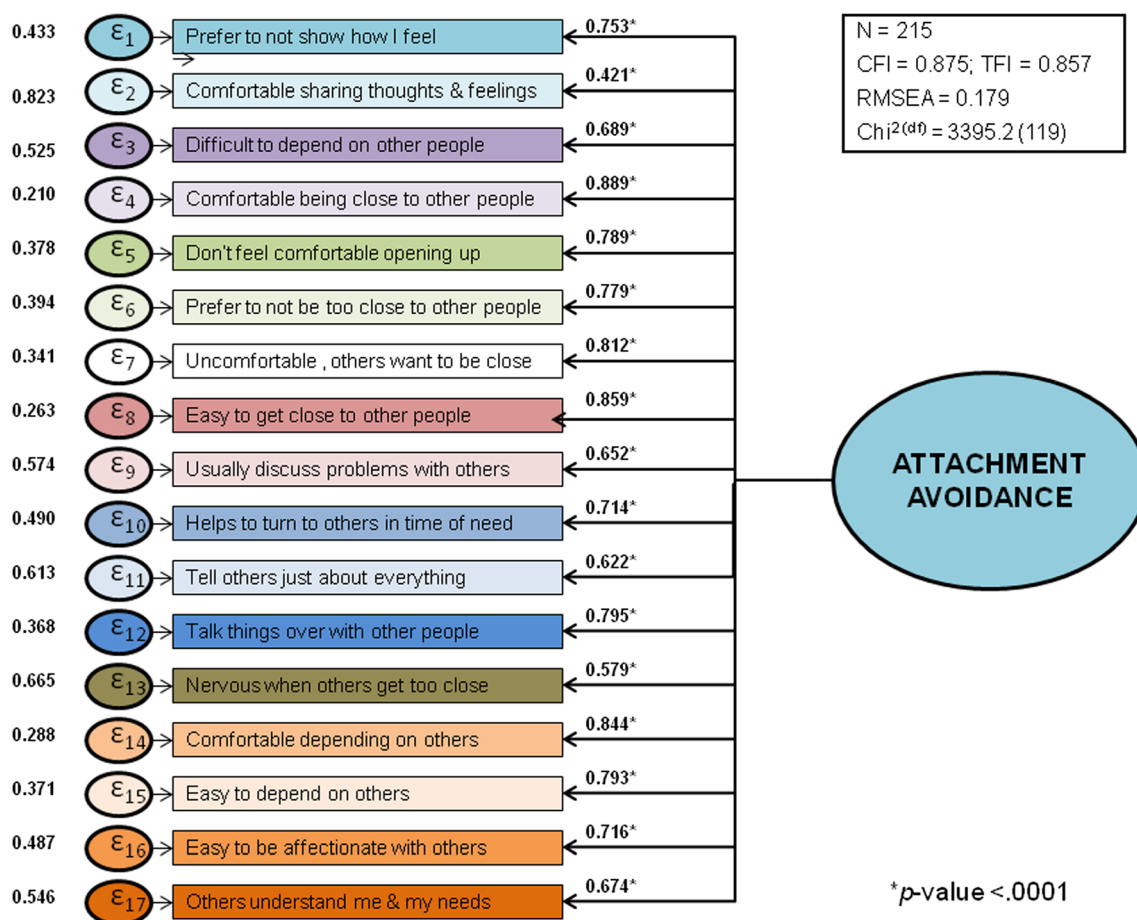 0.433 ε1 Prefer to not show how I feel 0.753*
0.823 ε2 Comfortable sharing thoughts & feelings 0.421*
0.525 ε3 Difficult to depend on other people 0.689*
0.210 ε4 Comfortable being close to other people 0.889*
0.378 ε5 Don't feel comfortable opening up 0.789*
0.394 ε6 Prefer to not be too close to other people 0.779*
0.341 ε7 Uncomfortable , others want to be close 0.812*
0.263 ε8 Easy to get close to other people 0.859*
0.574 ε9 Usually discuss problems with others 0.652*
0.490 ε10 Helps to turn to others in time of need 0.714*
0.613 ε11 Tell others just about everything 0.622*
0.368 ε12 Talk things over with other people 0.795*
0.665 ε13 Nervous when others get too close 0.579*
0.288 ε14 Comfortable depending on others 0.844*
0.371 ε15 Easy to depend on others 0.793*
0.487 ε16 Easy to be affectionate with others 0.716*
0.546 ε17 Others understand me & my needs 0.674*
N = 215
CFI = 0.875; TFI = 0.857
RMSEA = 0.179
Chi2(df) = 3395.2 (119)
ATTACHMENT
AVOIDANCE
*p-value <.0001